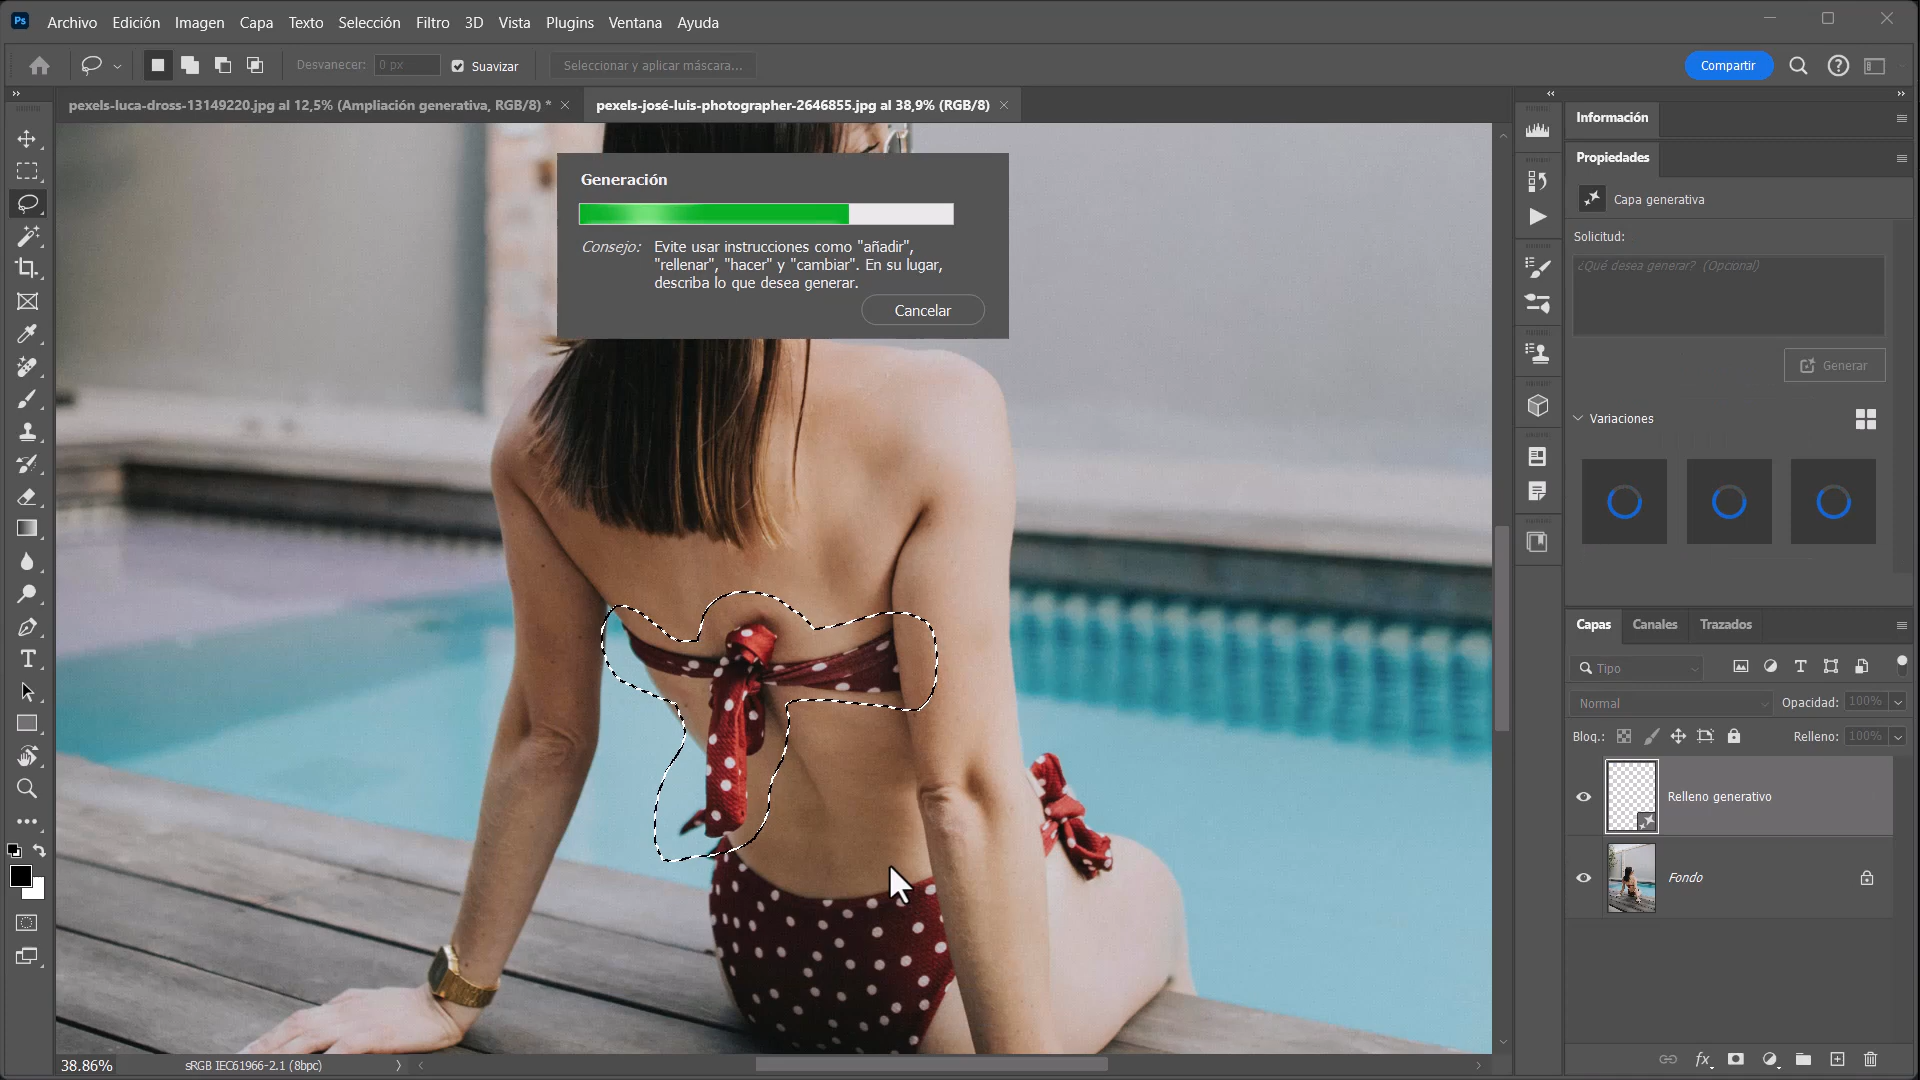 Ps
Archivo Edición Imagen Capa Texto Selección Filtro 3D Vista Plugins Ventana Ayuda
Desvanecer: 0 px Suavizar Seleccionar y aplicar máscara... Compartir
pexels-luca-dross-13149220.jpg al 12,5% (Ampliación generativa, RGB/8) * pexels-josé-luis-photographer-2646855.jpg al 38,9% (RGB/8)
Generación
Consejo: Evite usar instrucciones como "añadir",
"rellenar", "hacer" y "cambiar". En su lugar,
describa lo que desea generar.
Cancelar
Información
Propiedades
Capa generativa
Solicitud:
¿Qué desea generar? (Opcional)
Generar
Variaciones
Capas Canales Trazados
Tipo
Normal Opacidad: 100%
Bloq.: Relleno: 100%
Relleno generativo
Fondo
fx
38.86% sRGB IEC61966-2.1 (8bpc)